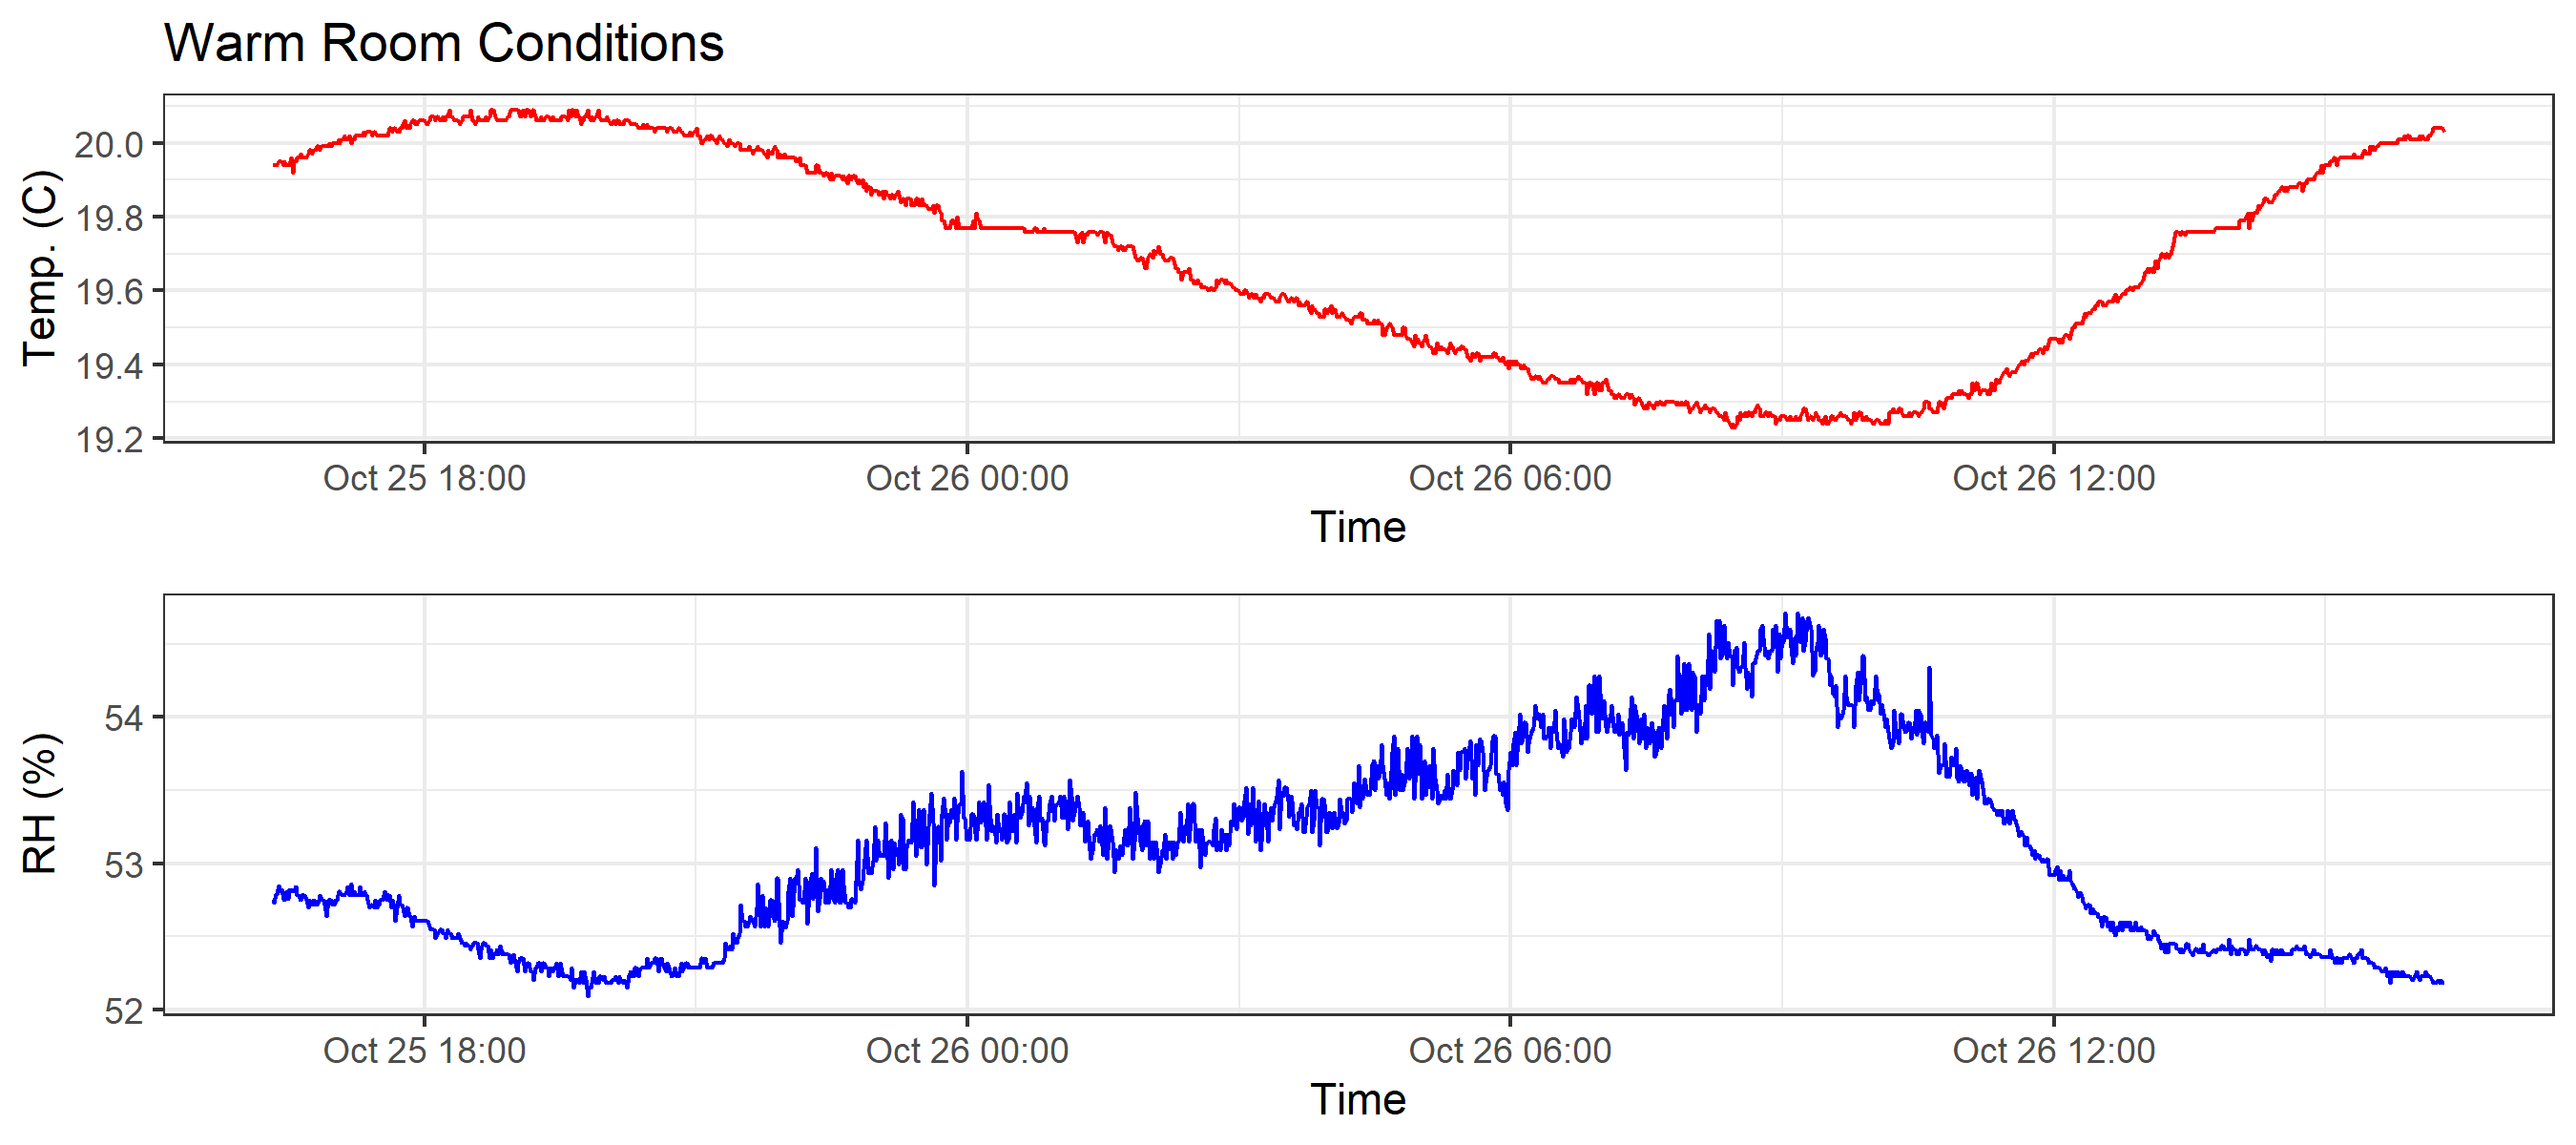 Warm Room Conditions
Temp. (C)
20.0
19.8
19.6
19.4
19.2
Oct 25 18:00 Oct 26 00:00 Oct 26 06:00 Oct 26 12:00
Time
RH (%)
54
53
52
Oct 25 18:00 Oct 26 00:00 Oct 26 06:00 Oct 26 12:00
Time